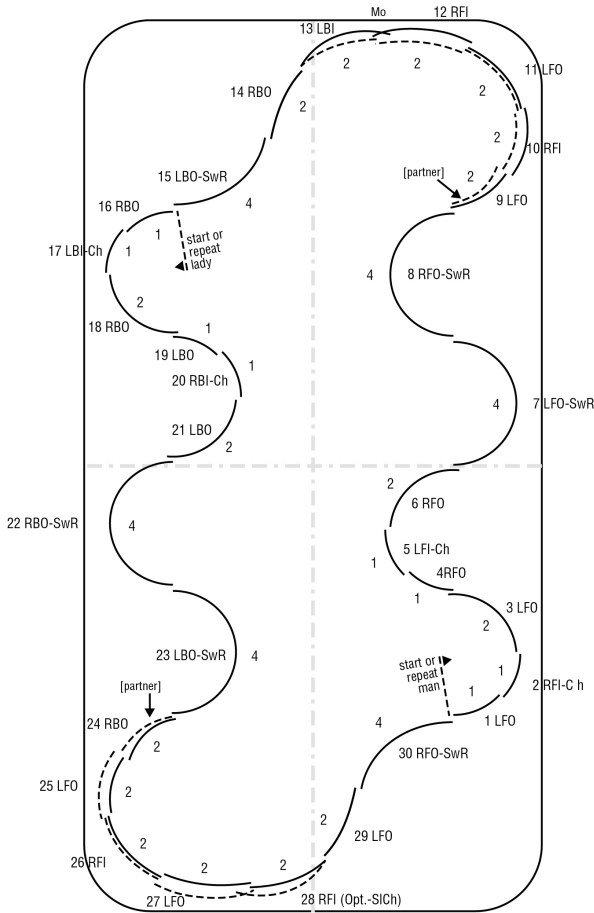 Mo
12 RFI
13 LBI
2
2
11 LFO
2
14 RBO
2
2
10 RFI
[partner]
2
15 LBO-SwR
9 LFO
4
16 RBO
1
start or
repeat
lady
17 LBI-Ch
1
4
8 RFO-SwR
2
18 RBO
1
19 LBO
1
20 RBI-Ch
4
7 LFO-SwR
21 LBO
2
2
6 RFO
22 RBO-SwR
4
5 LFI-Ch
1
4RFO
1
3 LFO
2
23 LBO-SwR
4
start or
repeat
man
1
2 RFI-C h
[partner]
1
24 RBO
1 LFO
4
2
30 RFO-SwR
25 LFO
2
2
29 LFO
2
26 RFI
2
2
27 LFO
28 RFI (Opt.-SlCh)